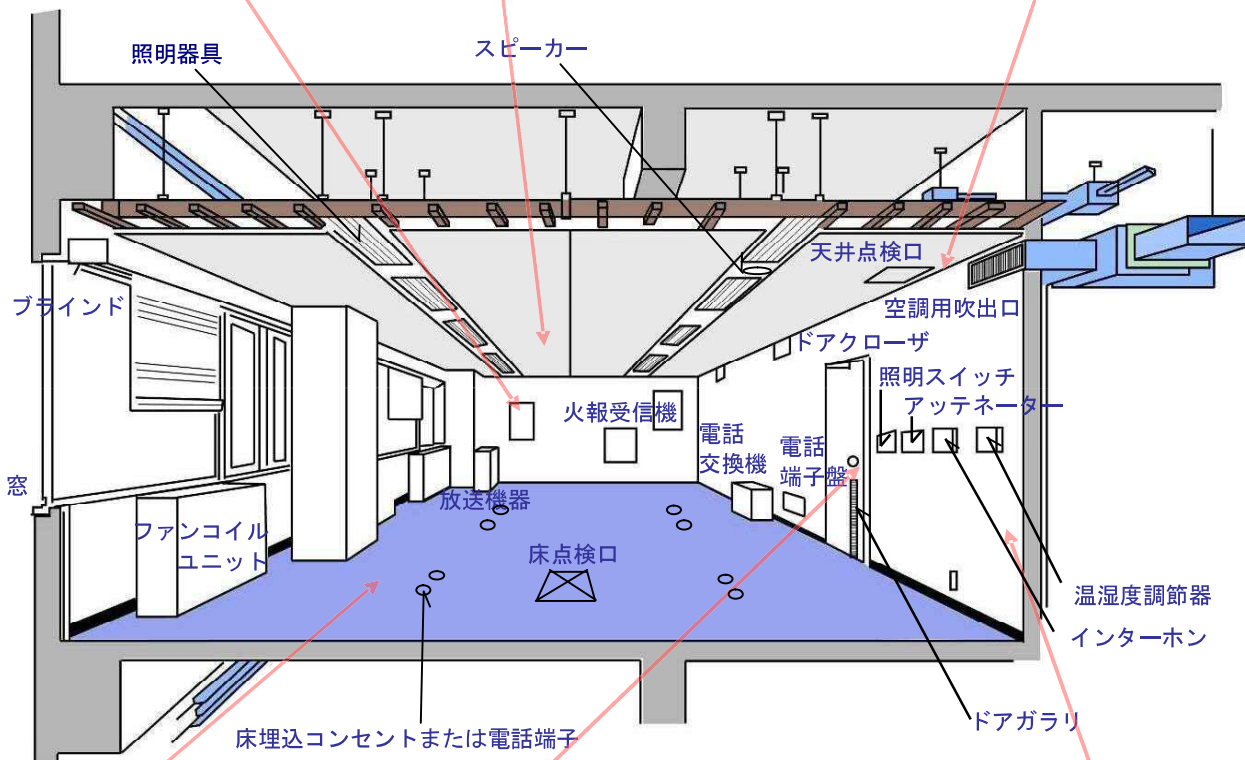 照明器具
スピーカー
天井点検口
ブラインド
空調用吹出口
ドアクローザ
照明スイッチ
アッテネーター
火報受信機
電話
交換機
電話
端子盤
窓
放送機器
ファンコイル
ユニット
床点検口
温湿度調節器
インターホン
ドアガラリ
床埋込コンセントまたは電話端子